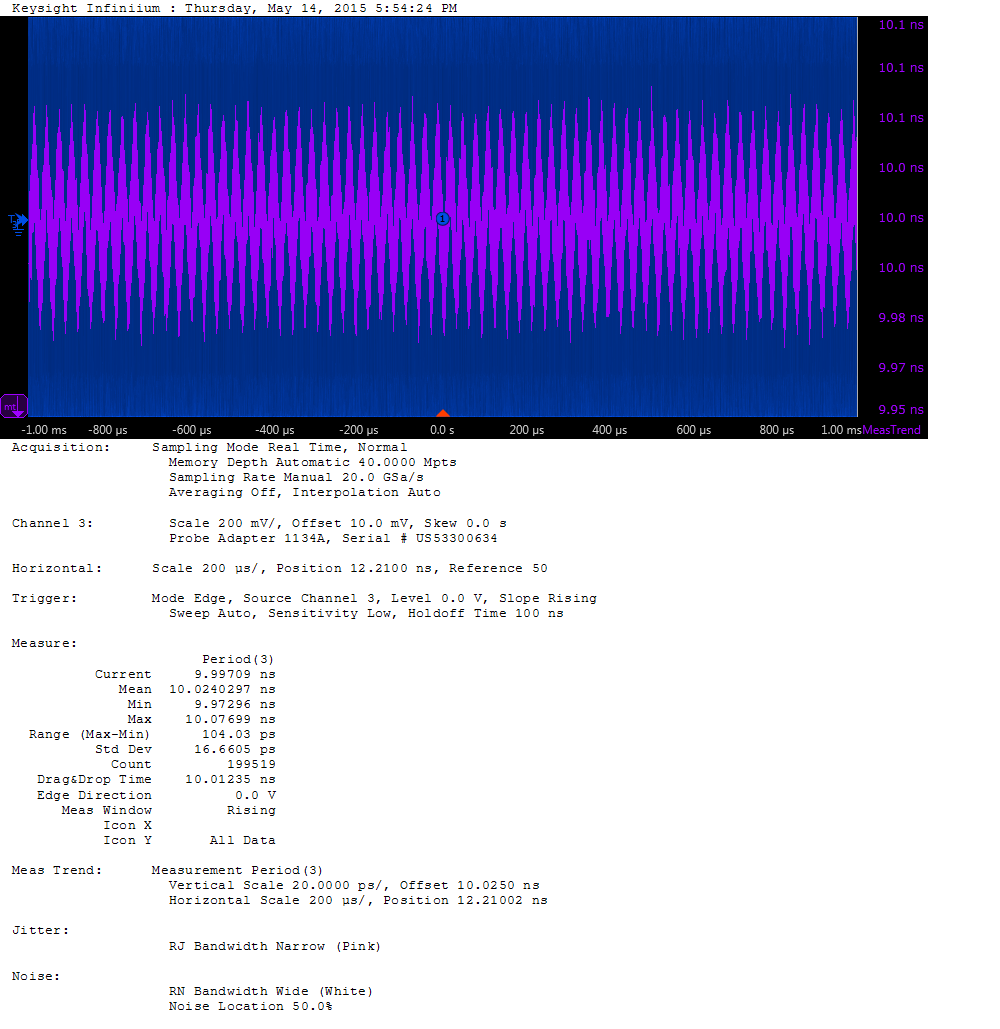 Keysight Infiniium : Thursday, May 14, 2015 5:54:24 PM
10.1 ns
10.1 ns
10.1 ns
10.0 ns
10.0 ns
10.0 ns
9.98 ns
9.97 ns
9.95 ns
T
1
mt
-1.00 ms -800 µs -600 µs -400 µs -200 µs 0.0 s 200 µs 400 µs 600 µs 800 µs 1.00 ms MeasTrend
Acquisition: Sampling Mode Real Time, Normal
Memory Depth Automatic 40.0000 Mpts
Sampling Rate Manual 20.0 GSa/s
Averaging Off, Interpolation Auto
Channel 3: Scale 200 mV/, Offset 10.0 mV, Skew 0.0 s
Probe Adapter 1134A, Serial # US53300634
Horizontal: Scale 200 µs/, Position 12.2100 ns, Reference 50
Trigger: Mode Edge, Source Channel 3, Level 0.0 V, Slope Rising
Sweep Auto, Sensitivity Low, Holdoff Time 100 ns
Measure:
Period(3)
Current 9.99709 ns
Mean 10.0240297 ns
Min 9.97296 ns
Max 10.07699 ns
Range (Max-Min) 104.03 ps
Std Dev 16.6605 ps
Count 199519
Drag&Drop Time 10.01235 ns
Edge Direction 0.0 V
Meas Window Rising
Icon X
Icon Y All Data
Meas Trend: Measurement Period(3)
Vertical Scale 20.0000 ps/, Offset 10.0250 ns
Horizontal Scale 200 µs/, Position 12.21002 ns
Jitter:
RJ Bandwidth Narrow (Pink)
Noise:
RN Bandwidth Wide (White)
Noise Location 50.0%